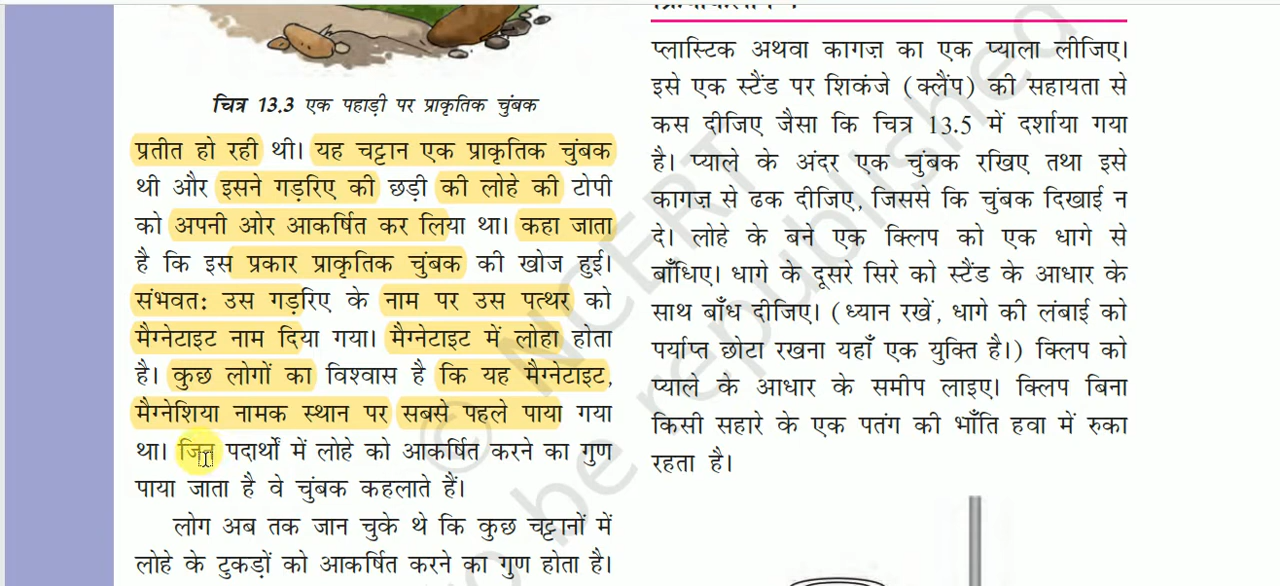 चित्र 13.3 एक पहाड़ी पर प्राकृतिक चुंबक
प्रतीत हो रही थी। यह चट्टान एक प्राकृतिक चुंबक
थी और इसने गड़रिए की छड़ी की लोहे की टोपी
को अपनी ओर आकर्षित कर लिया था। कहा जाता
है कि इस प्रकार प्राकृतिक चुंबक की खोज हुई।
संभवत: उस गड़रिए के नाम पर उस पत्थर को
मैग्नेटाइट नाम दिया गया। मैग्नेटाइट में लोहा होता
है। कुछ लोगों का विश्वास है कि यह मैग्नेटाइट,
मैग्नेशिया नामक स्थान पर सबसे पहले पाया गया
था। जिन पदार्थों में लोहे को आकर्षित करने का गुण
पाया जाता है वे चुंबक कहलाते हैं।
लोग अब तक जान चुके थे कि कुछ चट्टानों में
लोहे के टुकड़ों को आकर्षित करने का गुण होता है।
प्लास्टिक अथवा कागज़ का एक प्याला लीजिए।
इसे एक स्टैंड पर शिकंजे (क्लैंप) की सहायता से
कस दीजिए जैसा कि चित्र 13.5 में दर्शाया गया
है। प्याले के अंदर एक चुंबक रखिए तथा इसे
कागज़ से ढक दीजिए, जिससे कि चुंबक दिखाई न
दे। लोहे के बने एक क्लिप को एक धागे से
बाँधिए। धागे के दूसरे सिरे को स्टैंड के आधार के
साथ बाँध दीजिए। (ध्यान रखें, धागे की लंबाई को
पर्याप्त छोटा रखना यहाँ एक युक्ति है।) क्लिप को
प्याले के आधार के समीप लाइए। क्लिप बिना
किसी सहारे के एक पतंग की भाँति हवा में रुका
रहता है।
© NCERT
be republished